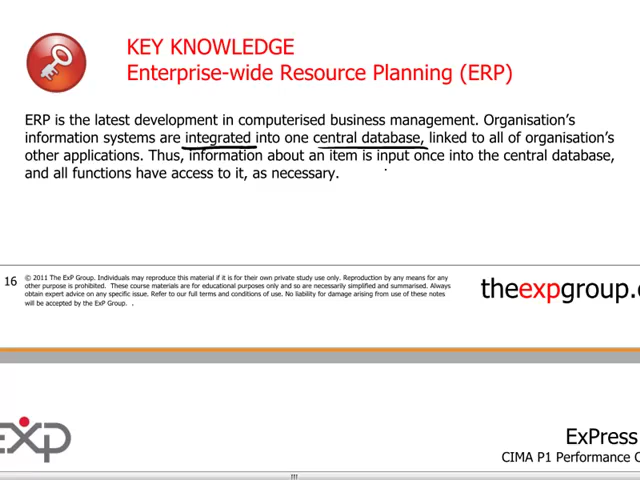 KEY KNOWLEDGE
Enterprise-wide Resource Planning (ERP)
ERP is the latest development in computerised business management. Organisation's
information systems are integrated into one central database, linked to all of organisation's
other applications. Thus, information about an item is input once into the central database,
and all functions have access to it, as necessary.
16
© 2011 The ExP Group. Individuals may reproduce this material if it is for their own private study use only. Reproduction by any means for any
other purpose is prohibited. These course materials are for educational purposes only and so are necessarily simplified and summarised. Always
obtain expert advice on any specific issue. Refer to our full terms and conditions of use. No liability for damage arising from use of these notes
will be accepted by the ExP Group. .
theexpgroup.
exp
ExPress
CIMA P1 Performance